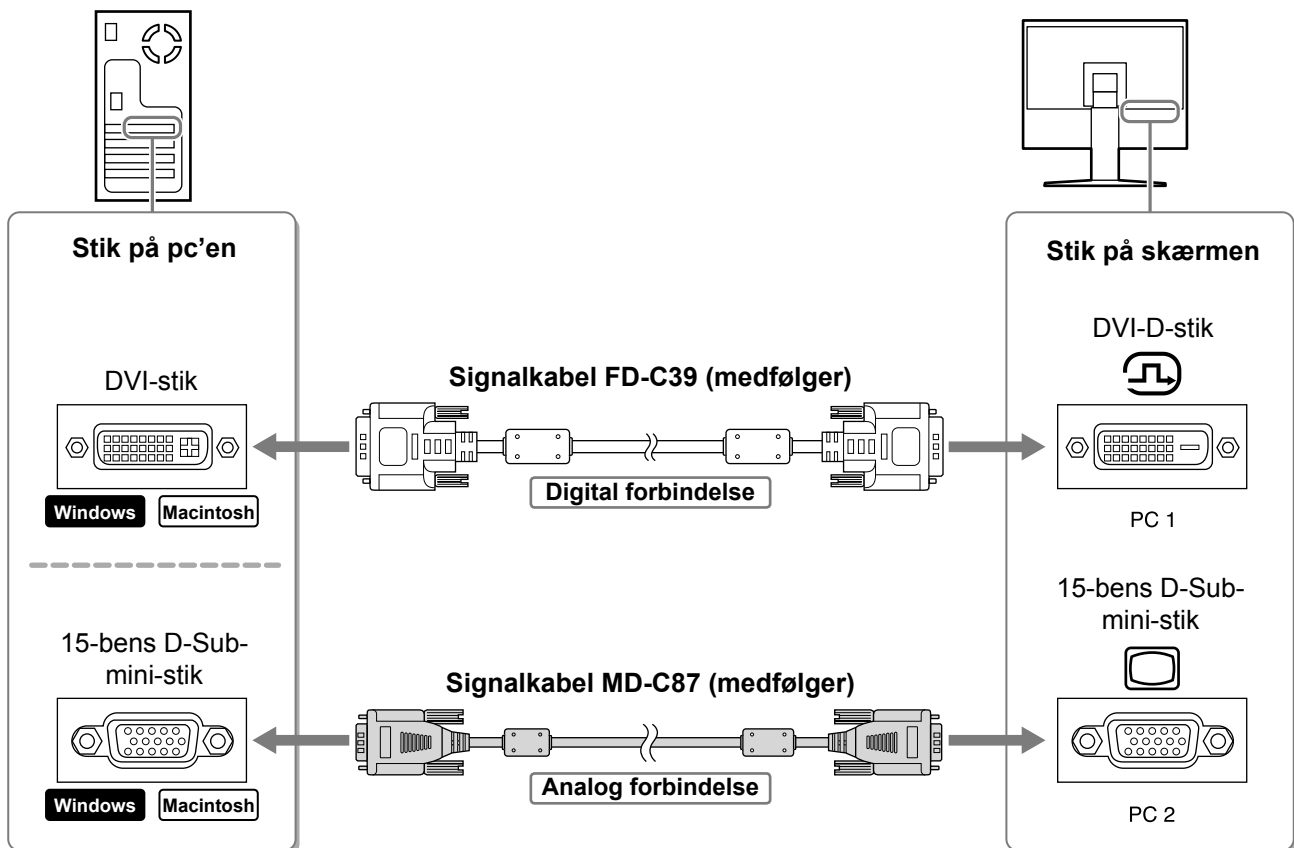 Stik på pc’en
DVI-stik
Windows
Macintosh
15-bens D-Sub-
mini-stik
Windows
Macintosh
Signalkabel FD-C39 (medfølger)
Digital forbindelse
Signalkabel MD-C87 (medfølger)
Analog forbindelse
Stik på skærmen
DVI-D-stik
PC 1
15-bens D-Sub-
mini-stik
PC 2